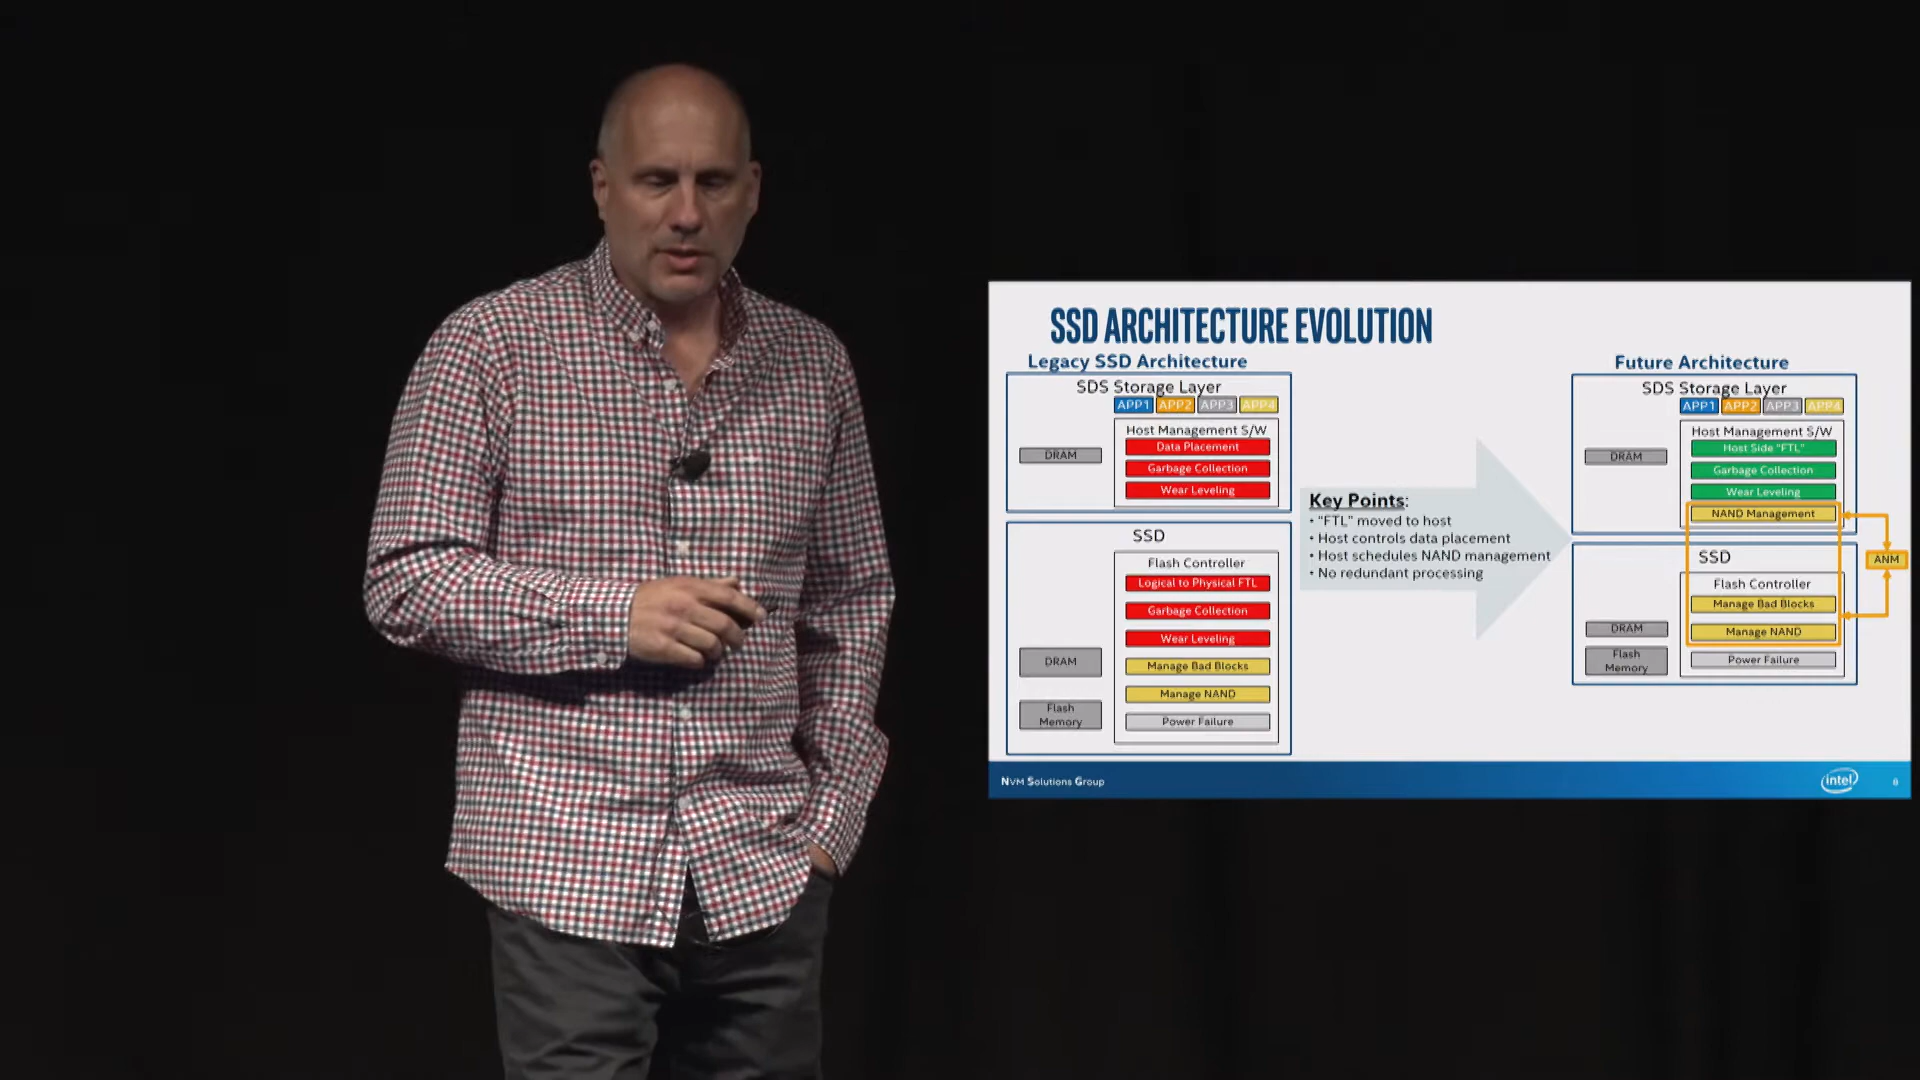 SSD ARCHITECTURE EVOLUTION
Legacy SSD Architecture
SDS Storage Layer
APP1 APP2 APP3 APP4
Host Management S/W
Data Placement
DRAM
Garbage Collection
Wear Leveling
SSD
Flash Controller
Logical to Physical FTL
Garbage Collection
Wear Leveling
DRAM
Manage Bad Blocks
Manage NAND
Flash
Memory
Power Failure
Key Points:
• "FTL" moved to host
• Host controls data placement
• Host schedules NAND management
• No redundant processing
Future Architecture
SDS Storage Layer
APP1 APP2 APP3 APP4
Host Management S/W
Host Side "FTL"
DRAM
Garbage Collection
Wear Leveling
NAND Management
SSD
ANM
Flash Controller
Manage Bad Blocks
DRAM
Manage NAND
Flash
Memory
Power Failure
NVM Solutions Group
intel
8